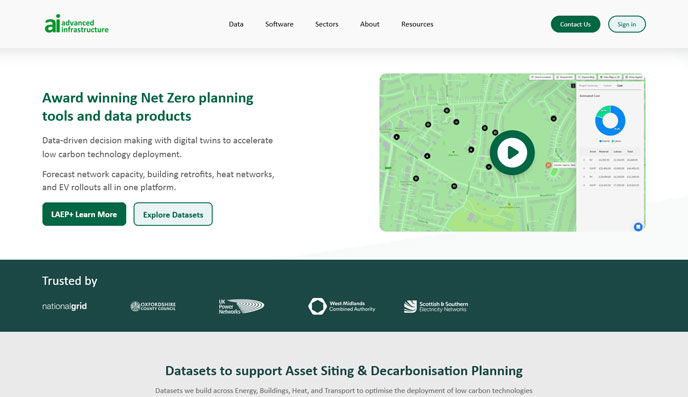 ai advanced
infrastructure
Data Software Sectors About Resources
Contact Us Sign in
Award winning Net Zero planning
tools and data products
Data-driven decision making with digital twins to accelerate
low carbon technology deployment.
Forecast network capacity, building retrofits, heat networks,
and EV rollouts all in one platform.
LAEP+ Learn More Explore Datasets
Trusted by
nationalgrid
OXFORDSHIRE
COUNTY COUNCIL
UK
Power
Networks
West Midlands
Combined Authority
Scottish & Southern
Electricity Networks
Datasets to support Asset Siting & Decarbonisation Planning
Datasets we build across Energy, Buildings, Heat, and Transport to optimise the deployment of low carbon technologies